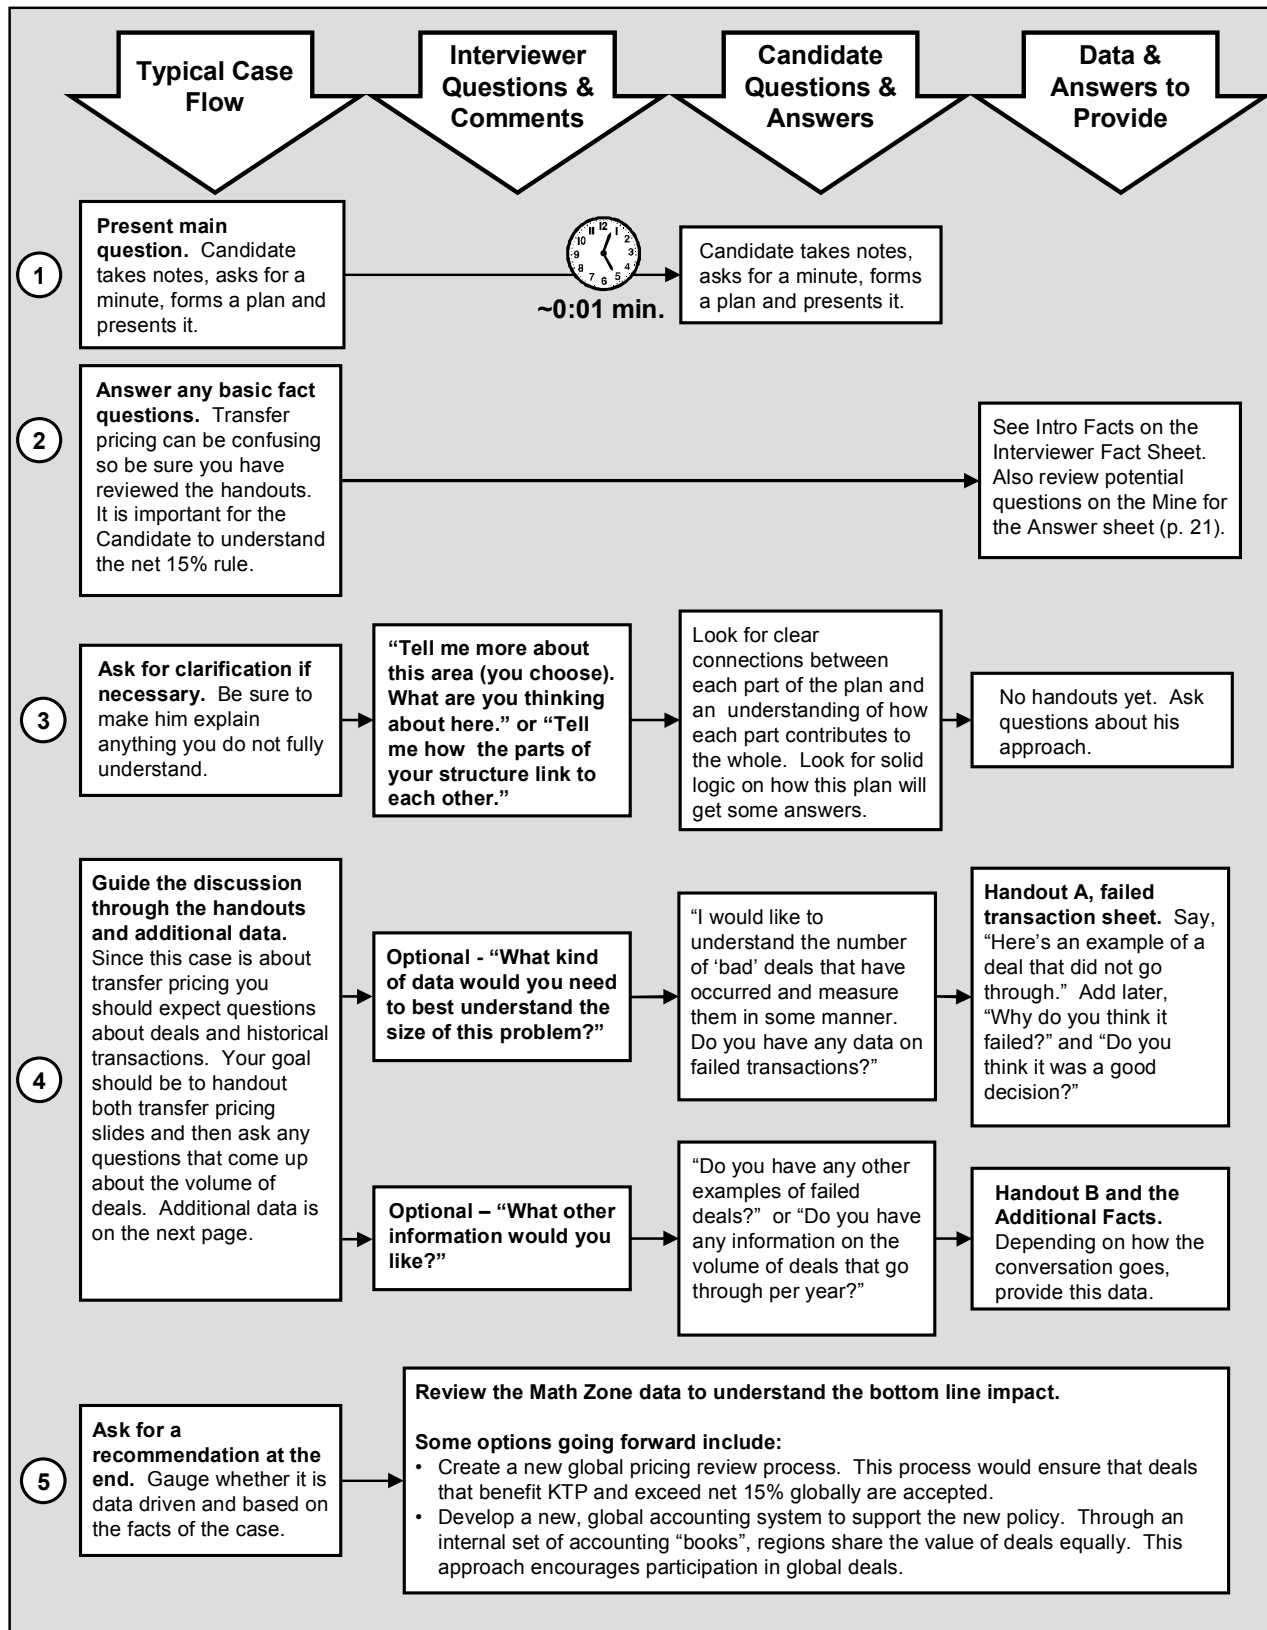 Typical Case
Flow
Interviewer
Questions &
Comments
Candidate
Questions &
Answers
Data &
Answers to
Provide
1
Present main
question. Candidate
takes notes, asks for a
minute, forms a plan and
presents it.
11 12 1
10 2
9 3
8 4
7 6 5
~0:01 min.
Candidate takes notes,
asks for a minute, forms
a plan and presents it.
2
Answer any basic fact
questions. Transfer
pricing can be confusing
so be sure you have
reviewed the handouts.
It is important for the
Candidate to understand
the net 15% rule.
See Intro Facts on the
Interviewer Fact Sheet.
Also review potential
questions on the Mine for
the Answer sheet (p. 21).
3
Ask for clarification if
necessary. Be sure to
make him explain
anything you do not fully
understand.
“Tell me more about
this area (you choose).
What are you thinking
about here.” or “Tell
me how the parts of
your structure link to
each other.”
Look for clear
connections between
each part of the plan and
an understanding of how
each part contributes to
the whole. Look for solid
logic on how this plan will
get some answers.
No handouts yet. Ask
questions about his
approach.
4
Guide the discussion
through the handouts
and additional data.
Since this case is about
transfer pricing you
should expect questions
about deals and historical
transactions. Your goal
should be to handout
both transfer pricing
slides and then ask any
questions that come up
about the volume of
deals. Additional data is
on the next page.
Optional - “What kind
of data would you need
to best understand the
size of this problem?”
“I would like to
understand the number
of ‘bad’ deals that have
occurred and measure
them in some manner.
Do you have any data on
failed transactions?”
Handout A, failed
transaction sheet. Say,
“Here’s an example of a
deal that did not go
through.” Add later,
“Why do you think it
failed?” and “Do you
think it was a good
decision?”
Optional – “What other
information would you
like?”
“Do you have any other
examples of failed
deals?” or “Do you have
any information on the
volume of deals that go
through per year?”
Handout B and the
Additional Facts.
Depending on how the
conversation goes,
provide this data.
5
Ask for a
recommendation at the
end. Gauge whether it is
data driven and based on
the facts of the case.
Review the Math Zone data to understand the bottom line impact.
Some options going forward include:
• Create a new global pricing review process. This process would ensure that deals
that benefit KTP and exceed net 15% globally are accepted.
• Develop a new, global accounting system to support the new policy. Through an
internal set of accounting “books”, regions share the value of deals equally. This
approach encourages participation in global deals.